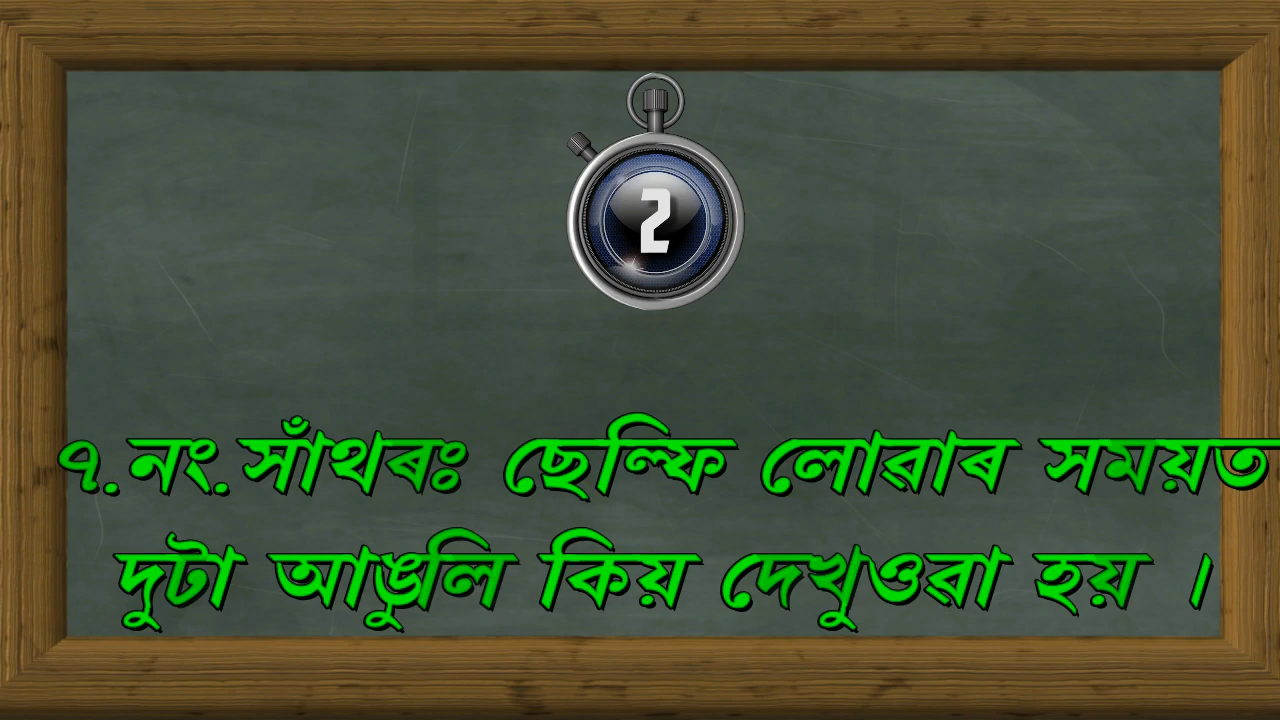 2
৭.নং.সাঁথৰঃ ছেল্ফি লোৱাৰ সময়ত
দুটা আঙুলি কিয় দেখুওৱা হয় ।